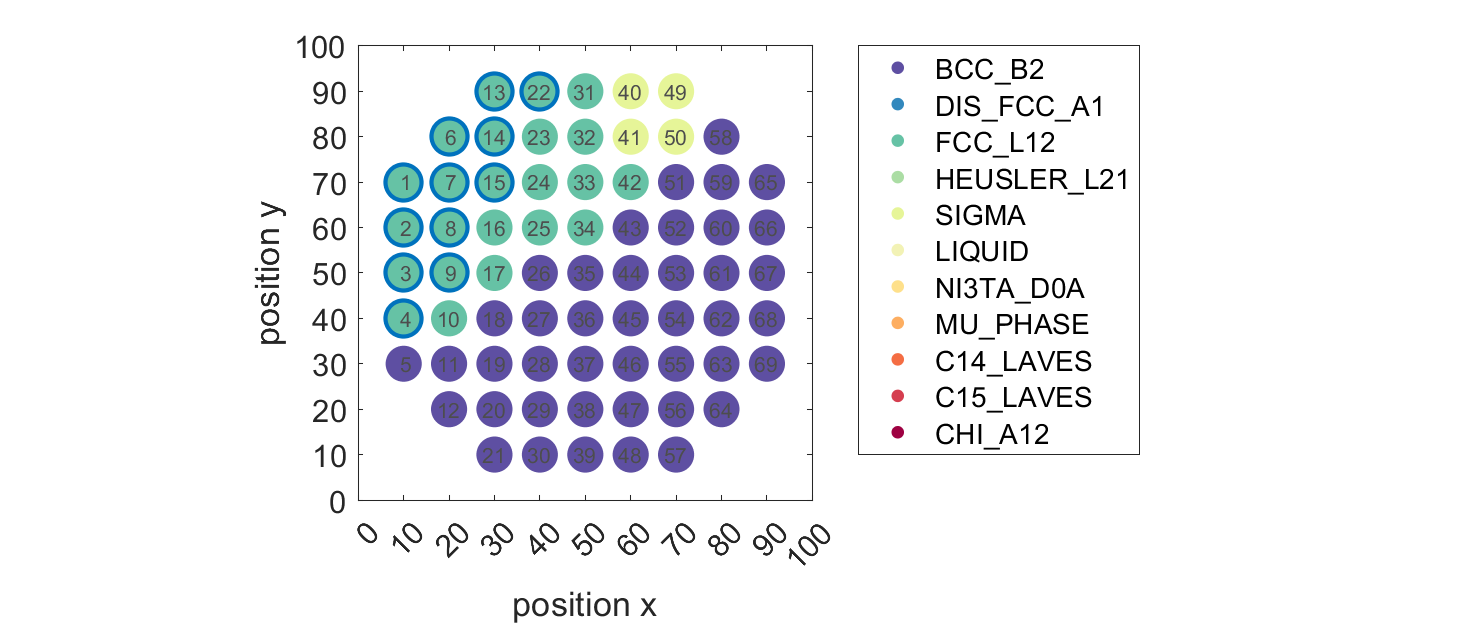 100
90
80
70
60
50
40
30
20
10
0
position y
13 22 31 40 49
6 14 23 32 41 50 58
1 7 15 24 33 42 51 59 65
2 8 16 25 34 43 52 60 66
3 9 17 26 35 44 53 61 67
4 10 18 27 36 45 54 62 68
5 11 19 28 37 46 55 63 69
12 20 29 38 47 56 64
21 30 39 48 57
0 10 20 30 40 50 60 70 80 90 100
position x
BCC_B2
DIS_FCC_A1
FCC_L12
HEUSLER_L21
SIGMA
LIQUID
NI3TA_D0A
MU_PHASE
C14_LAVES
C15_LAVES
CHI_A12